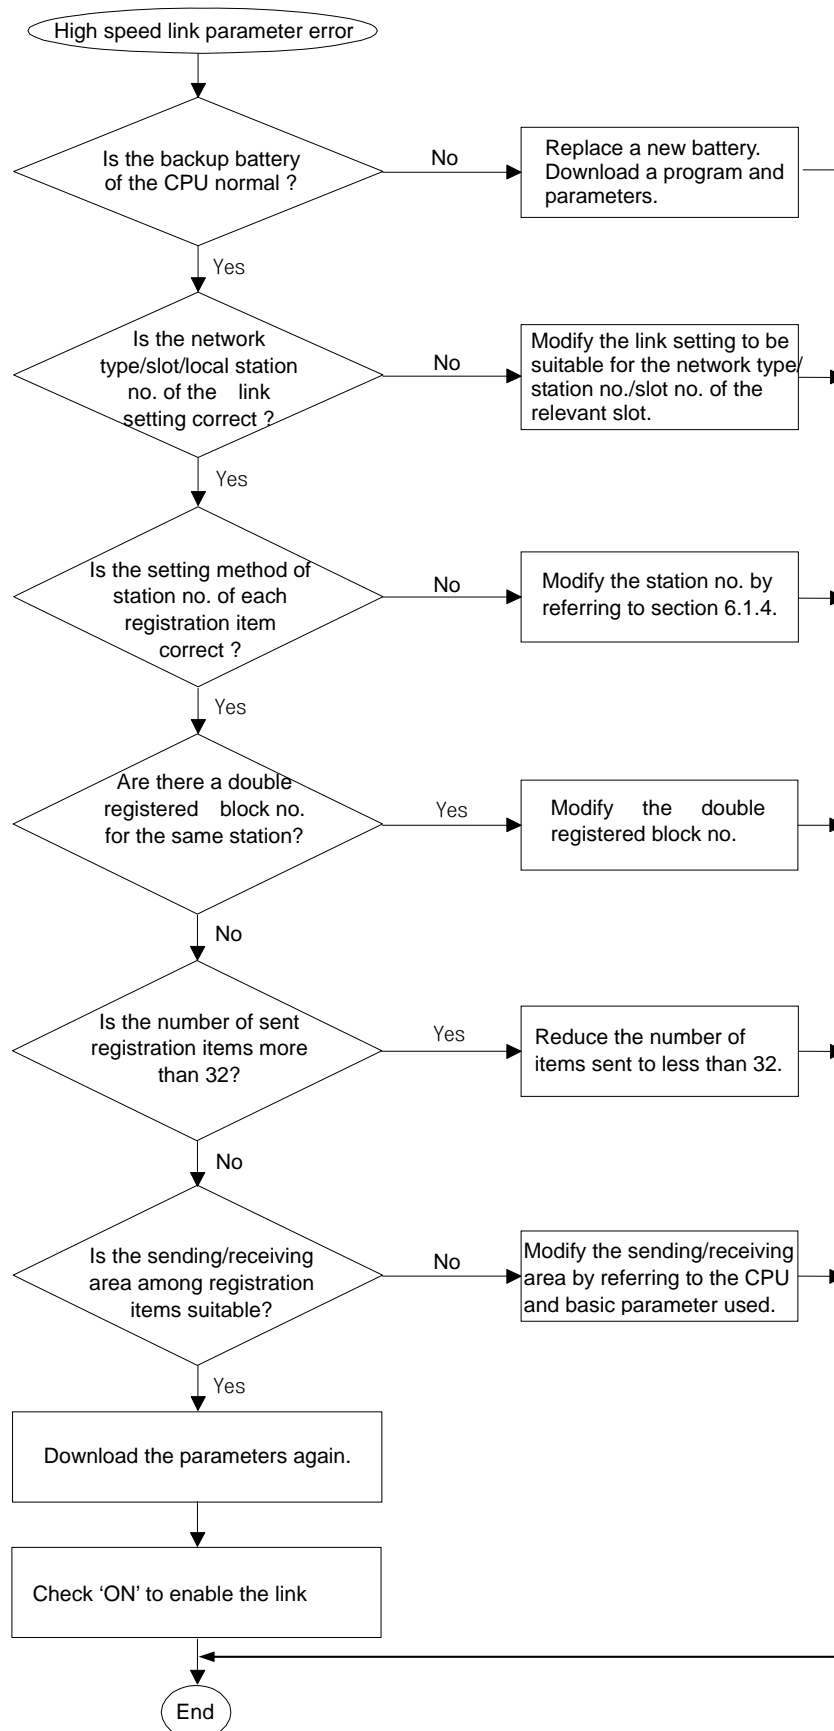 High speed link parameter error
Is the backup battery
of the CPU normal ?
No
Replace a new battery.
Download a program and
parameters.
Yes
Is the network
type/slot/local station
no. of the link
setting correct ?
No
Modify the link setting to be
suitable for the network type/
station no./slot no. of the
relevant slot.
Yes
Is the setting method of
station no. of each
registration item
correct ?
No
Modify the station no. by
referring to section 6.1.4.
Yes
Are there a double
registered block no.
for the same station?
Yes
Modify the double
registered block no.
No
Is the number of sent
registration items more
than 32?
Yes
Reduce the number of
items sent to less than 32.
No
Is the sending/receiving
area among registration
items suitable?
No
Modify the sending/receiving
area by referring to the CPU
and basic parameter used.
Yes
Download the parameters again.
Check ‘ON’ to enable the link
End